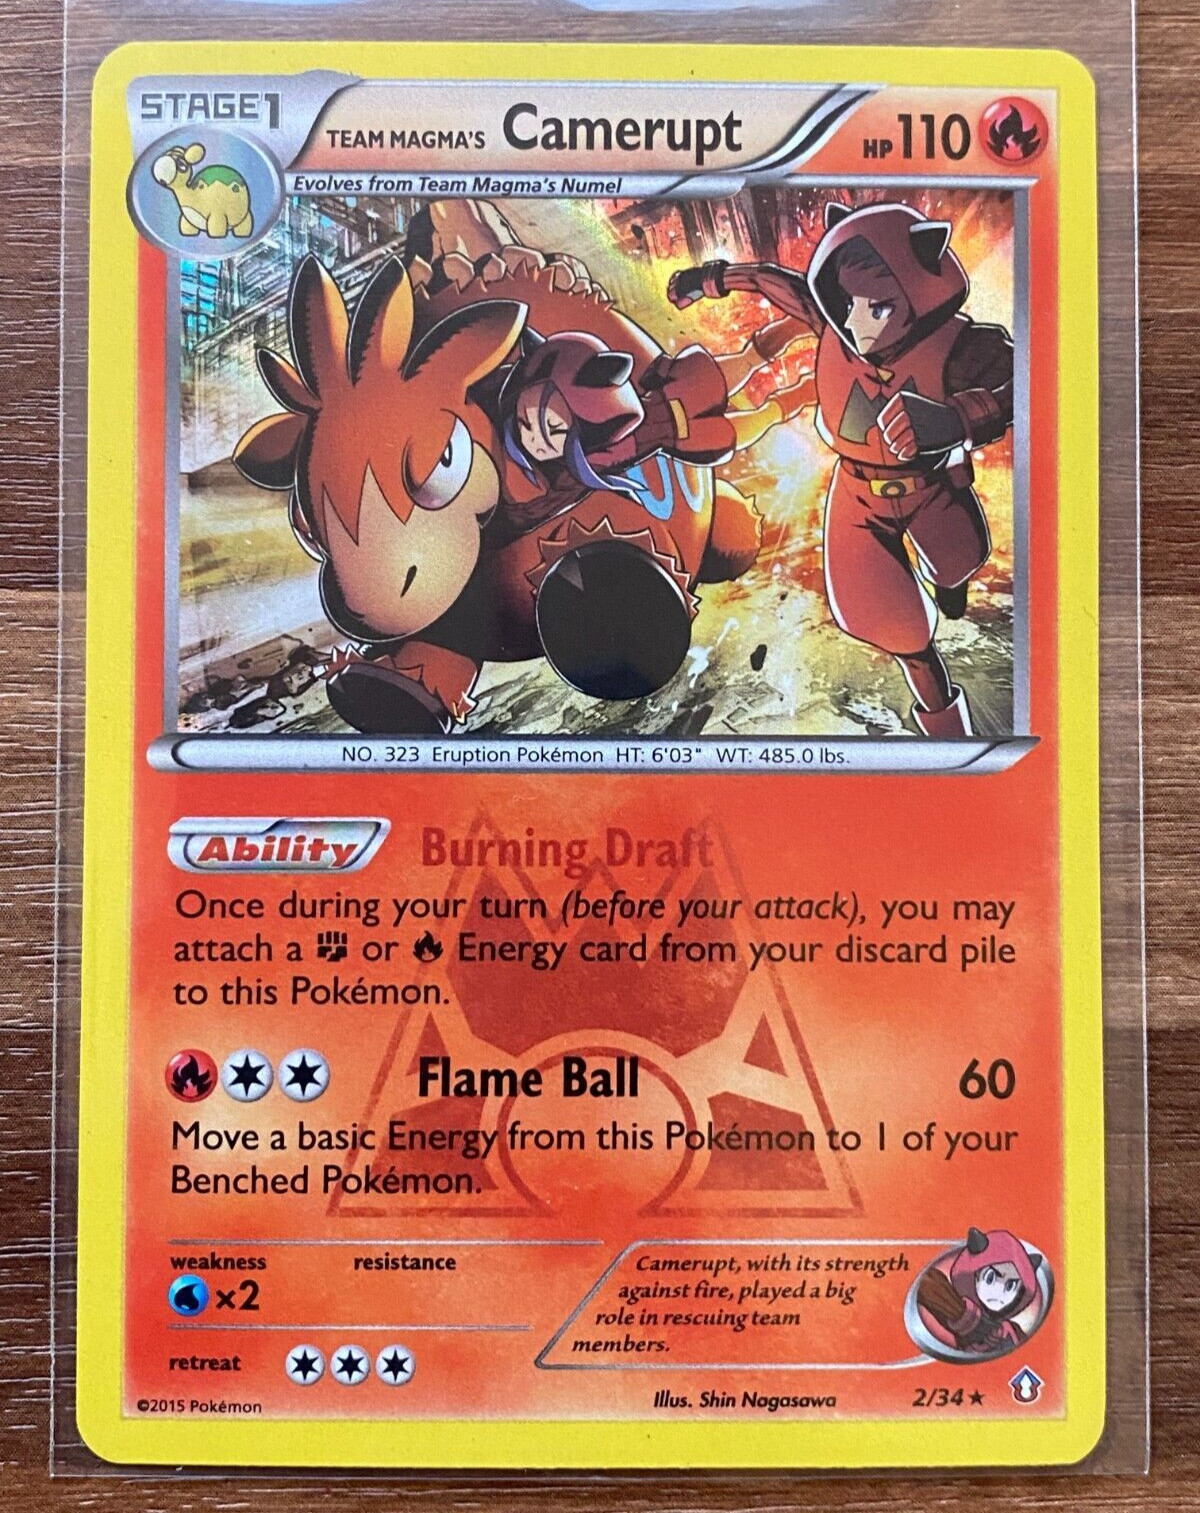 STAGE1
TEAM MAGMA'S Camerupt HP110
Evolves from Team Magma's Numel
NO. 323 Eruption Pokémon HT: 6'03" WT: 485.0 lbs.
Ability Burning Draft
Once during your turn (before your attack), you may
attach a or Energy card from your discard pile
to this Pokémon.
Flame Ball 60
Move a basic Energy from this Pokémon to 1 of your
Benched Pokémon.
weakness resistance
×2
retreat
Camerupt, with its strength
against fire, played a big
role in rescuing team
members.
©2015 Pokémon
Illus. Shin Nagasawa
2/34★